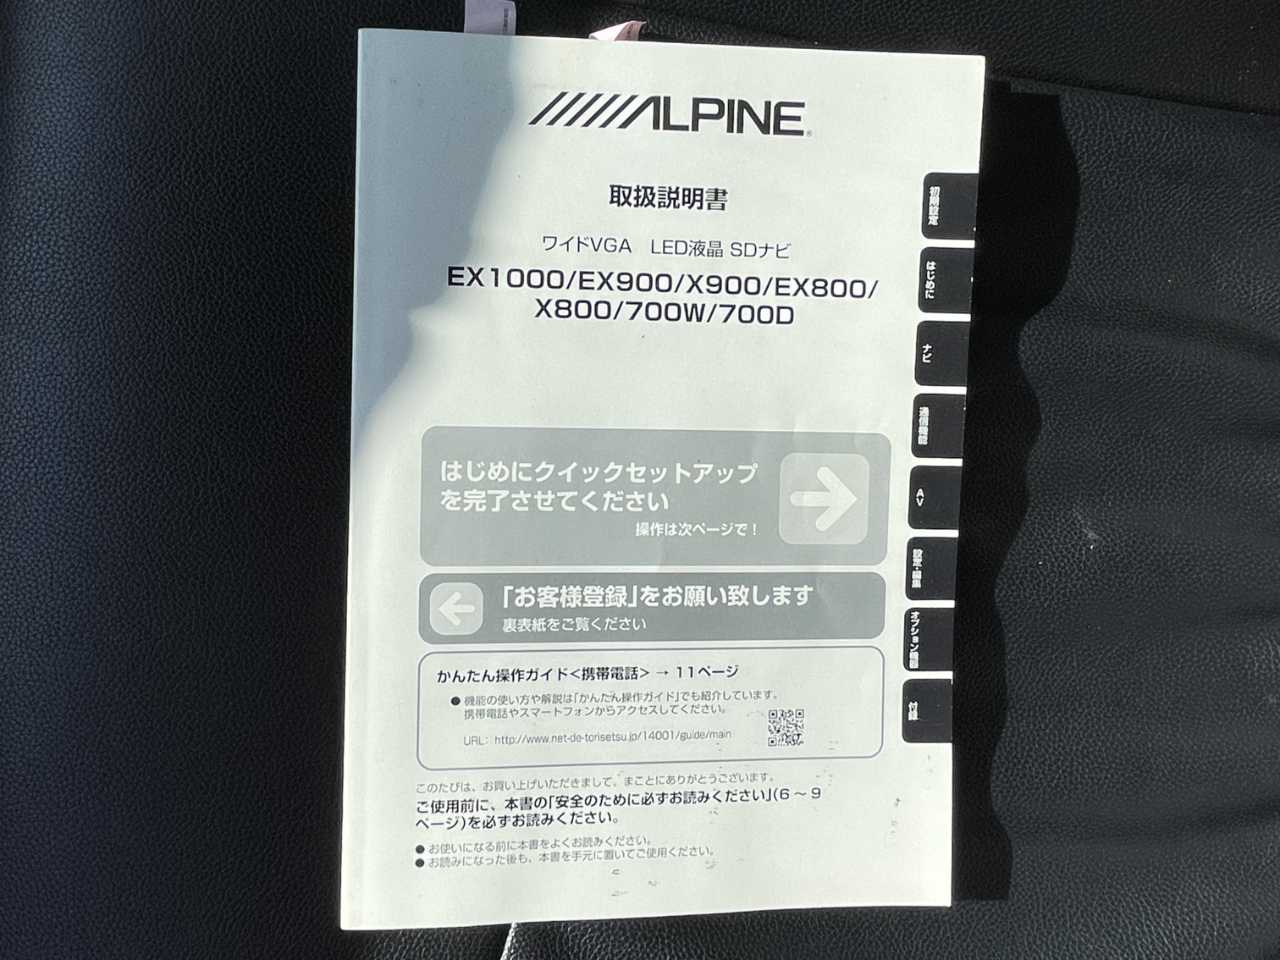 ALPINE
取扱説明書
ワイドVGA LED液晶 SDナビ
EX1000/EX900/X900/EX800/
X800/700W/700D
はじめにクイックセットアップ
を完了させてください
操作は次ページで！
「お客様登録」をお願い致します
裏表紙をご覧ください
かんたん操作ガイド<携帯電話> → 11ページ
● 機能の使い方や解説は「かんたん操作ガイド」でも紹介しています。
携帯電話やスマートフォンからアクセスしてください。
URL: http://www.net-de-torisetsu.jp/14001/guide/main
このたびは、お買い上げいただきまして、まことにありがとうございます。
ご使用前に、本書の「安全のために必ずお読みください」（6～9
ページ）を必ずお読みください。
● お使いになる前に本書をよくお読みください。
● お読みになった後も、本書を手元に置いてご使用ください。
初期設定
はじめに
ナビ
通信機能
AV
設定・編集
オプション機器
付録